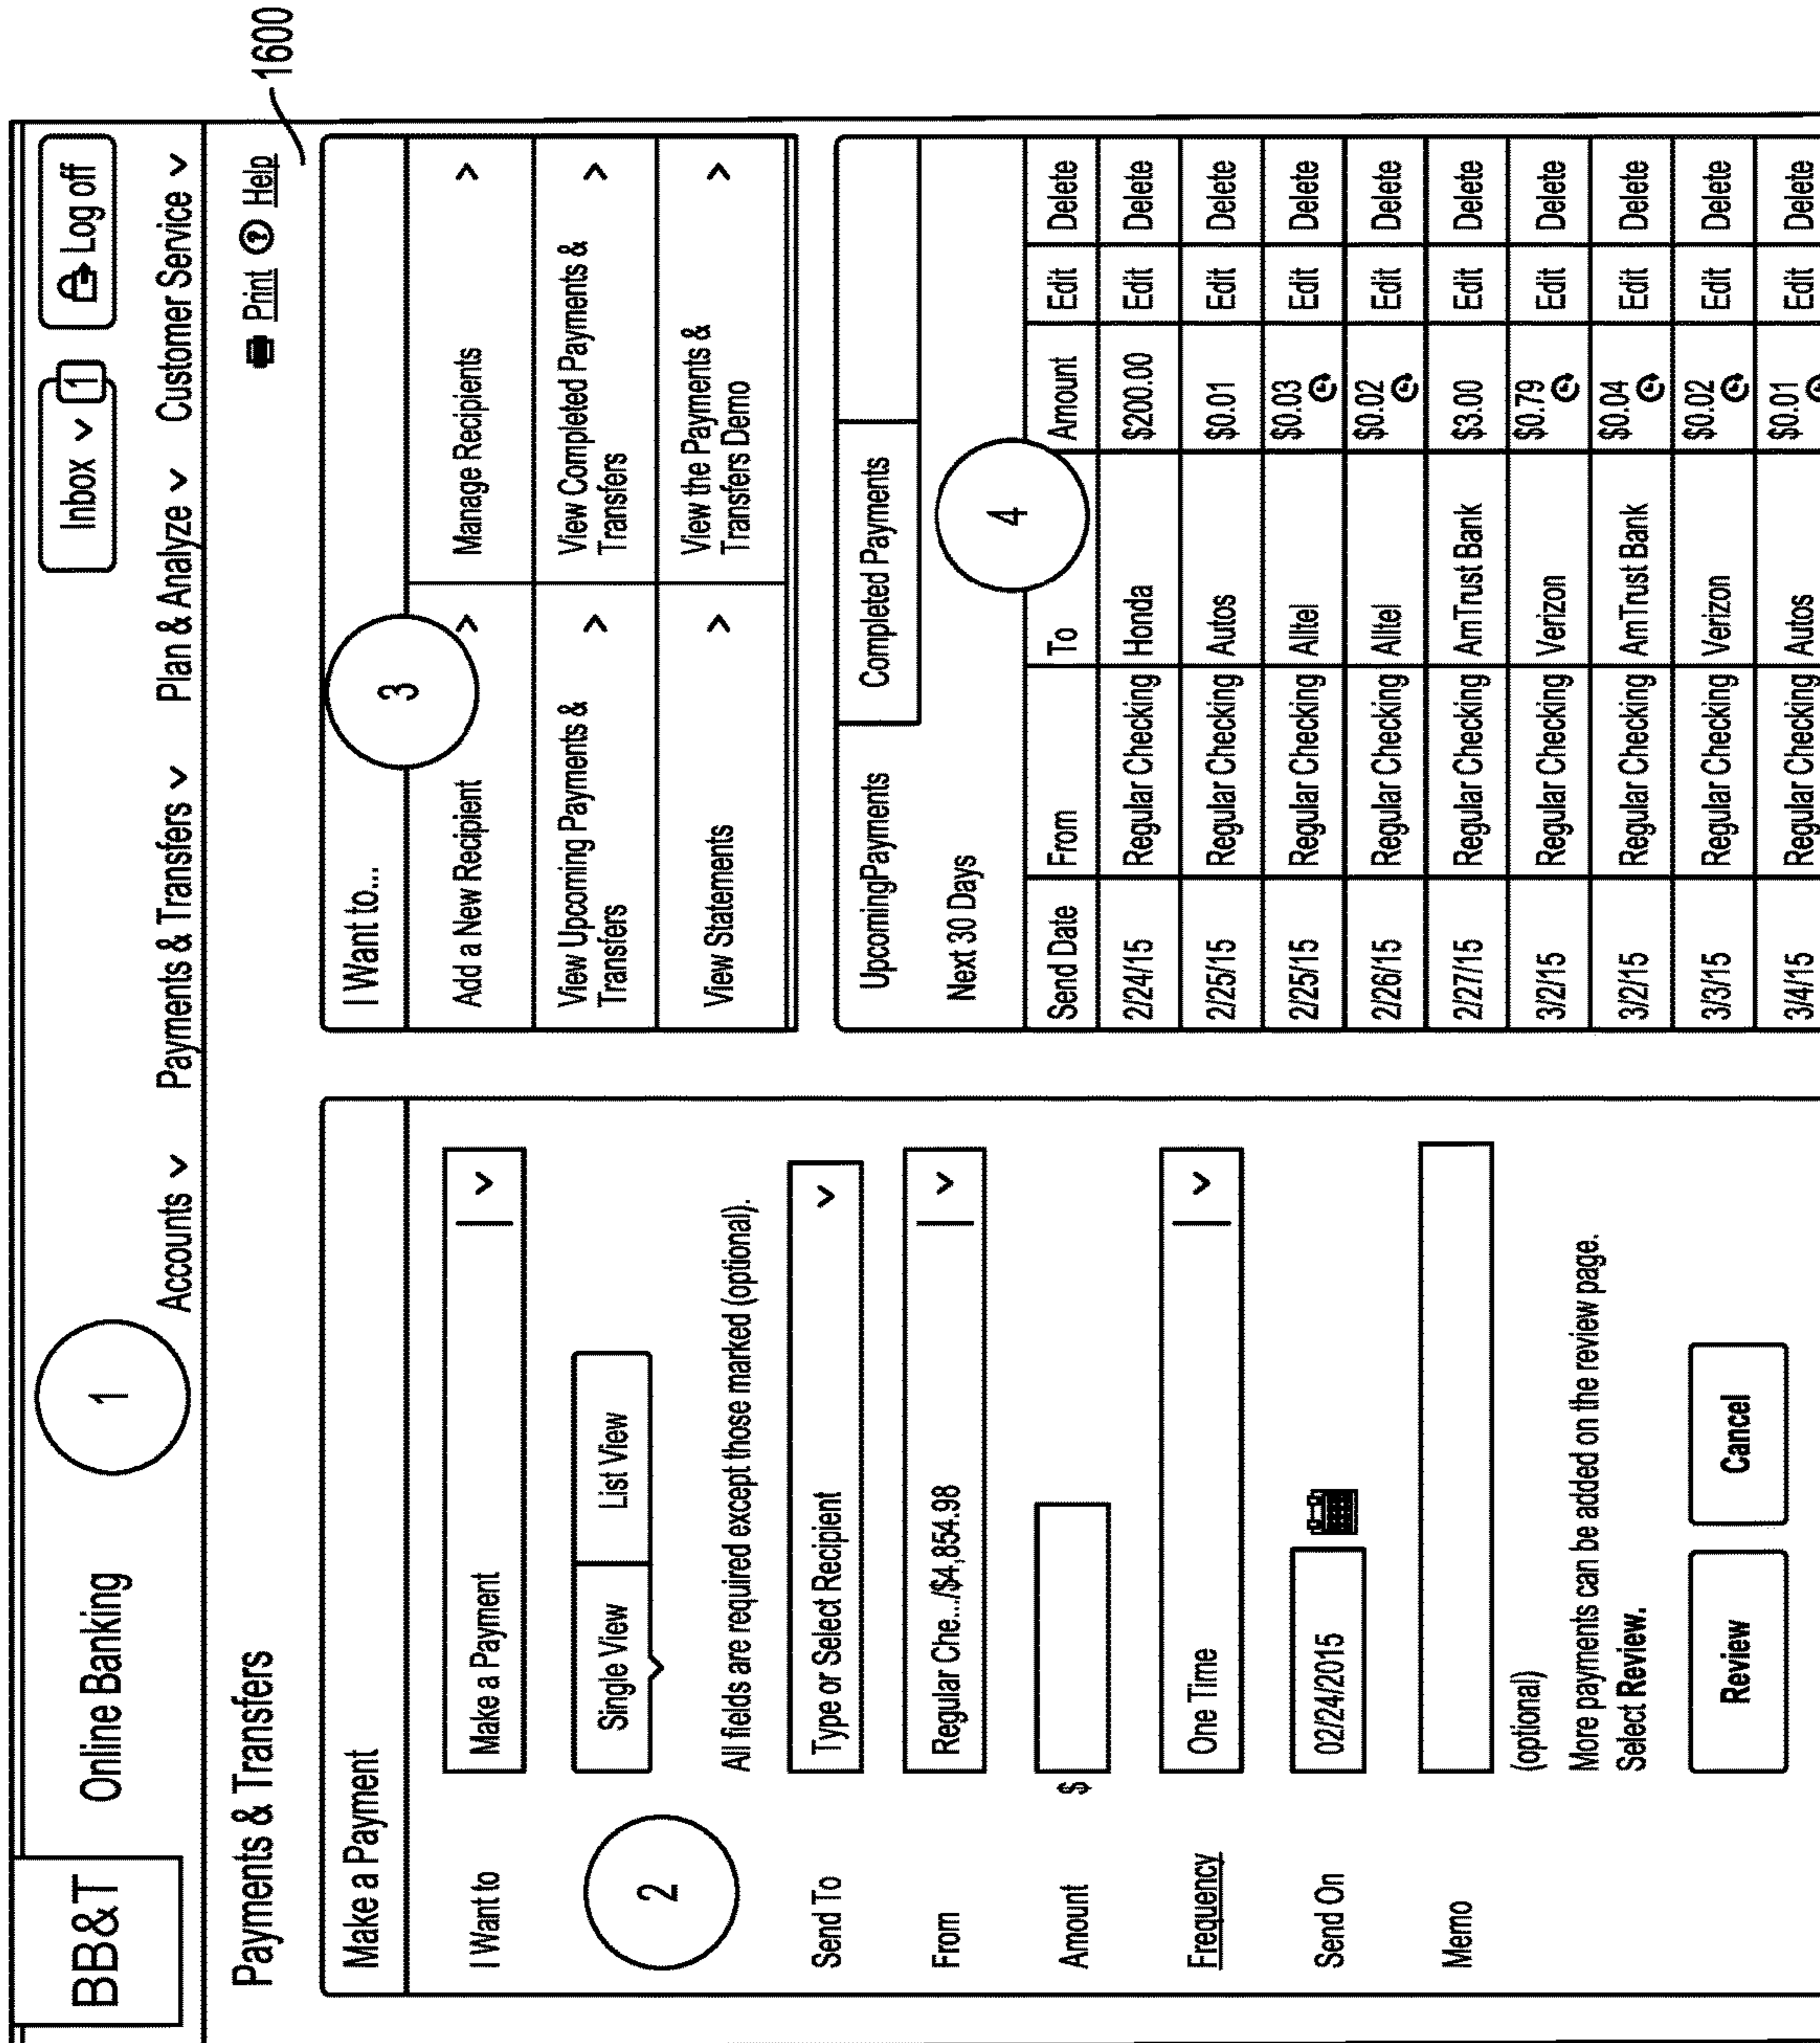 1600
BB&T
Online Banking
1
Inbox 1
Log off
Accounts
Payments & Transfers
Plan & Analyze
Customer Service
Payments & Transfers
Print ? Help
Make a Payment
I Want to
Make a Payment
2
Single View
List View
All fields are required except those marked (optional).
Send To
Type or Select Recipient
From
Regular Che.../$4,854.98
Amount
$
Frequency
One Time
Send On
02/24/2015
Memo
(optional)
More payments can be added on the review page.
Select Review.
Review
Cancel
I Want to...
3
Add a New Recipient >
Manage Recipients >
View Upcoming Payments & >
Transfers
View Completed Payments & >
Transfers
View Statements >
View the Payments & >
Transfers Demo
UpcomingPayments
Completed Payments
Next 30 Days
4
Send Date From To Amount Edit Delete
2/24/15 Regular Checking Honda $200.00 Edit Delete
2/25/15 Regular Checking Autos $0.01 Edit Delete
2/25/15 Regular Checking Alltel $0.03 Edit Delete
2/26/15 Regular Checking Alltel $0.02 Edit Delete
2/27/15 Regular Checking AmTrust Bank $3.00 Edit Delete
3/2/15 Regular Checking Verizon $0.79 Edit Delete
3/2/15 Regular Checking AmTrust Bank $0.04 Edit Delete
3/3/15 Regular Checking Verizon $0.02 Edit Delete
3/4/15 Regular Checking Autos $0.01 Edit Delete